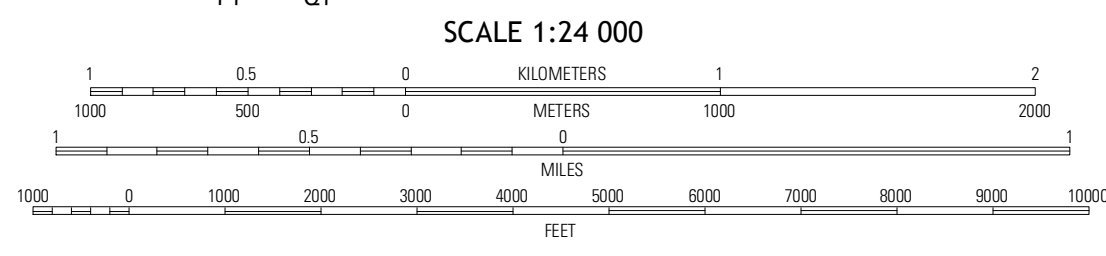 SCALE 1:24 000
1 0.5 0 KILOMETERS 1 2
1000 500 0 METERS 1000 2000
1 0.5 0 1
MILES
1000 0 1000 2000 3000 4000 5000 6000 7000 8000 9000 10000
FEET